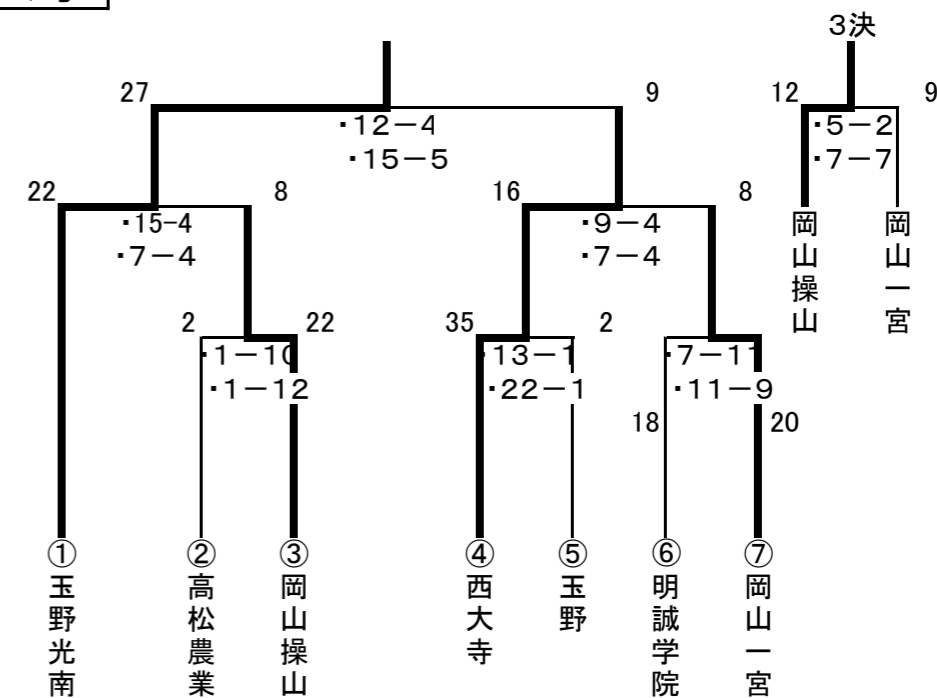 3決
27
9
12
9
・12－4
・15－5
・5－2
・7－7
22
8
16
8
・15-4
・7－4
・9－4
・7－4
岡山操山
岡山一宮
2
22
35
2
・1－10
・1－12
・13－1
・22－1
・7－11
・11－9
18
20
①玉野光南
②高松農業
③岡山操山
④西大寺
⑤玉野
⑥明誠学院
⑦岡山一宮